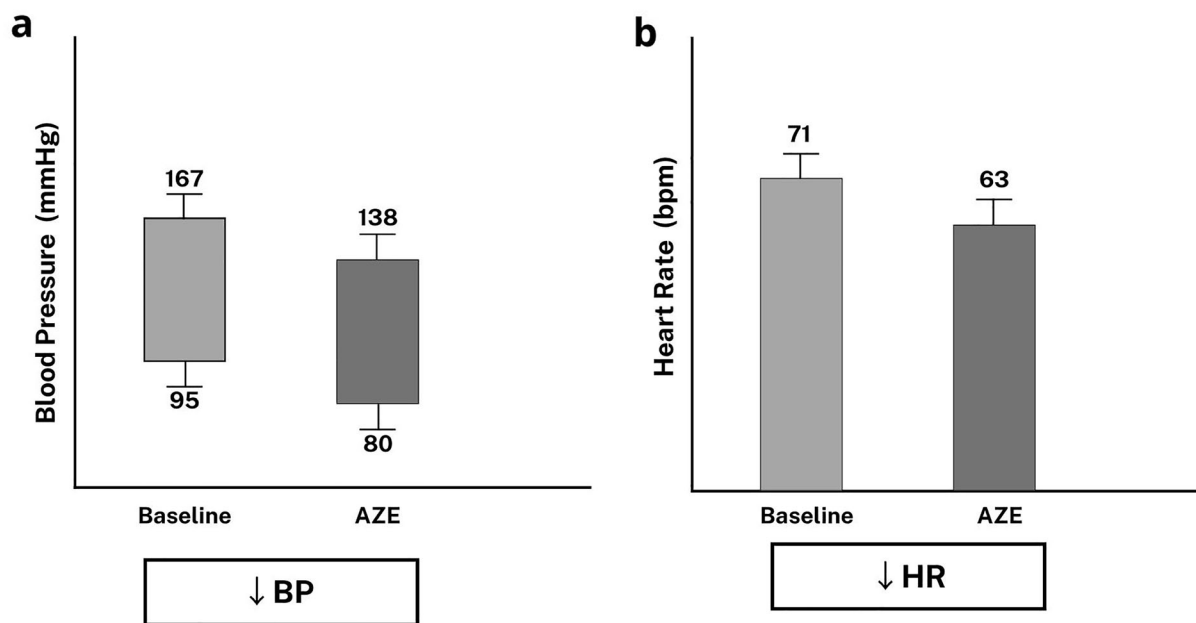 a
Blood Pressure (mmHg)
167
95
138
80
Baseline
AZE
↓ BP
b
Heart Rate (bpm)
71
63
Baseline
AZE
↓ HR